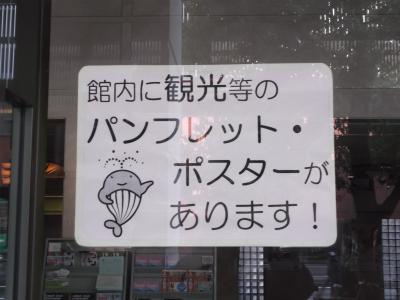 館内に観光等の
パンフレット・
ポスターが
あります！